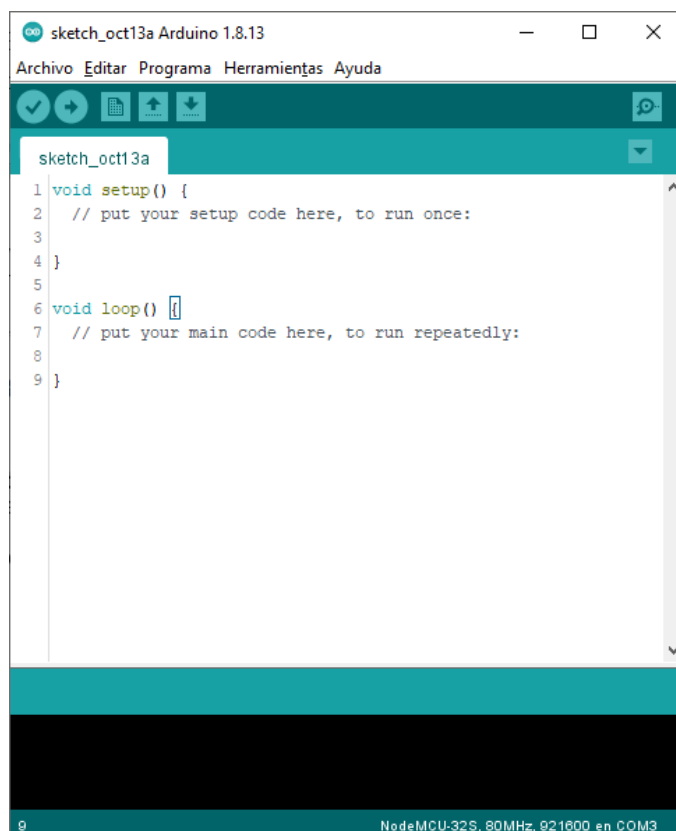 sketch_oct13a Arduino 1.8.13
Archivo Editar Programa Herramientas Ayuda
sketch_oct13a
1 void setup() {
2   // put your setup code here, to run once:
3
4 }
5
6 void loop() {
7   // put your main code here, to run repeatedly:
8
9 }
9 NodeMCU-32S, 80MHz, 921600 en COM3